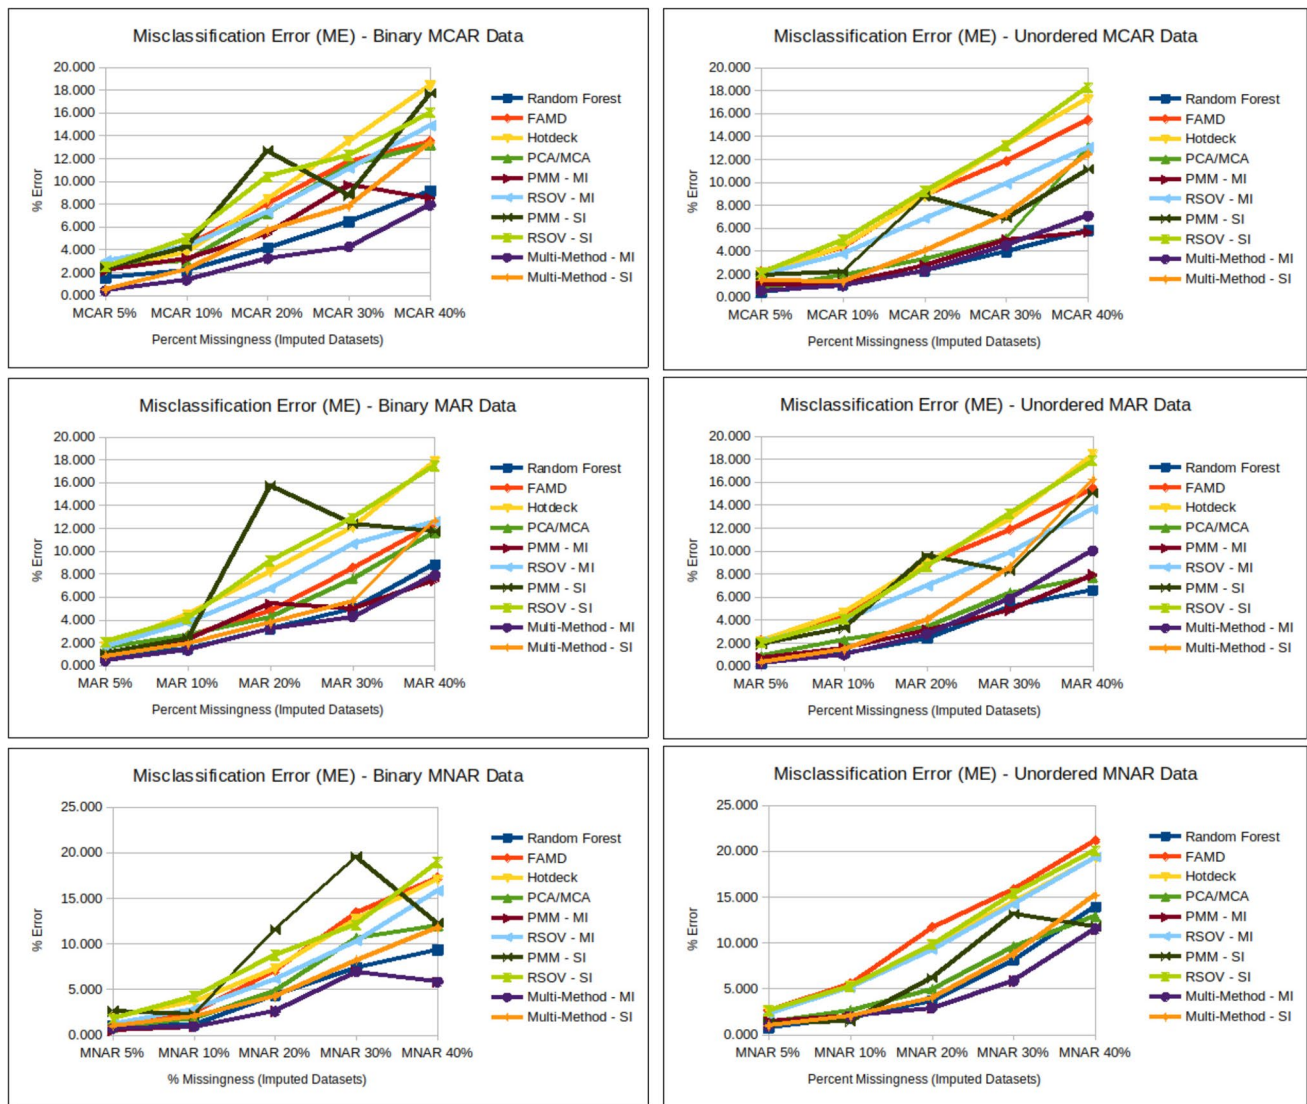 Misclassification Error (ME) - Binary MCAR Data
20.000
18.000
16.000
14.000
12.000
10.000
8.000
6.000
4.000
2.000
0.000
% Error
MCAR 5% MCAR 10% MCAR 20% MCAR 30% MCAR 40%
Percent Missingness (Imputed Datasets)
Random Forest
FAMD
Hotdeck
PCA/MCA
PMM - MI
RSOV - MI
PMM - SI
RSOV - SI
Multi-Method - MI
Multi-Method - SI
Misclassification Error (ME) - Unordered MCAR Data
20.000
18.000
16.000
14.000
12.000
10.000
8.000
6.000
4.000
2.000
0.000
% Error
MCAR 5% MCAR 10% MCAR 20% MCAR 30% MCAR 40%
Percent Missingness (Imputed Datasets)
Random Forest
FAMD
Hotdeck
PCA/MCA
PMM - MI
RSOV - MI
PMM - SI
RSOV - SI
Multi-Method - MI
Multi-Method - SI
Misclassification Error (ME) - Binary MAR Data
20.000
18.000
16.000
14.000
12.000
10.000
8.000
6.000
4.000
2.000
0.000
% Error
MAR 5% MAR 10% MAR 20% MAR 30% MAR 40%
Percent Missingness (Imputed Datasets)
Random Forest
FAMD
Hotdeck
PCA/MCA
PMM - MI
RSOV - MI
PMM - SI
RSOV - SI
Multi-Method - MI
Multi-Method - SI
Misclassification Error (ME) - Unordered MAR Data
20.000
18.000
16.000
14.000
12.000
10.000
8.000
6.000
4.000
2.000
0.000
% Error
MAR 5% MAR 10% MAR 20% MAR 30% MAR 40%
Percent Missingness (Imputed Datasets)
Random Forest
FAMD
Hotdeck
PCA/MCA
PMM - MI
RSOV - MI
PMM - SI
RSOV - SI
Multi-Method - MI
Multi-Method - SI
Misclassification Error (ME) - Binary MNAR Data
25.000
20.000
15.000
10.000
5.000
0.000
% Error
MNAR 5% MNAR 10% MNAR 20% MNAR 30% MNAR 40%
% Missingness (Imputed Datasets)
Random Forest
FAMD
Hotdeck
PCA/MCA
PMM - MI
RSOV - MI
PMM - SI
RSOV - SI
Multi-Method - MI
Multi-Method - SI
Misclassification Error (ME) - Unordered MNAR Data
25.000
20.000
15.000
10.000
5.000
0.000
% Error
MNAR 5% MNAR 10% MNAR 20% MNAR 30% MNAR 40%
Percent Missingness (Imputed Datasets)
Random Forest
FAMD
Hotdeck
PCA/MCA
PMM - MI
RSOV - MI
PMM - SI
RSOV - SI
Multi-Method - MI
Multi-Method - SI